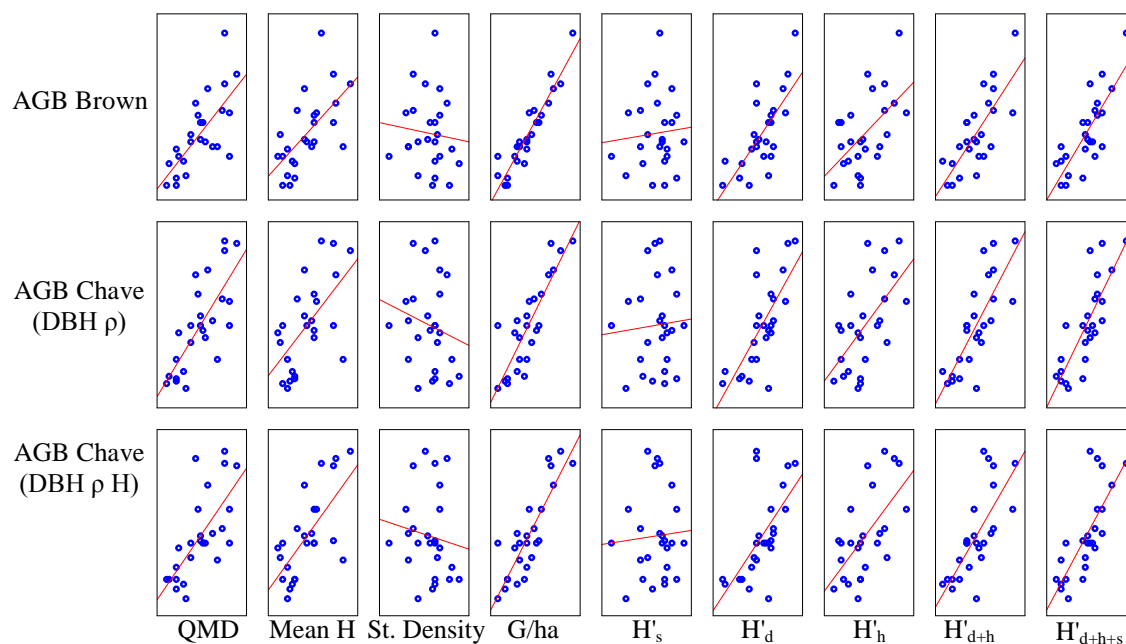 AGB Brown
AGB Chave
(DBH ρ)
AGB Chave
(DBH ρ H)
QMD Mean H St. Density G/ha H's H'd H'h H'd+h H'd+h+s